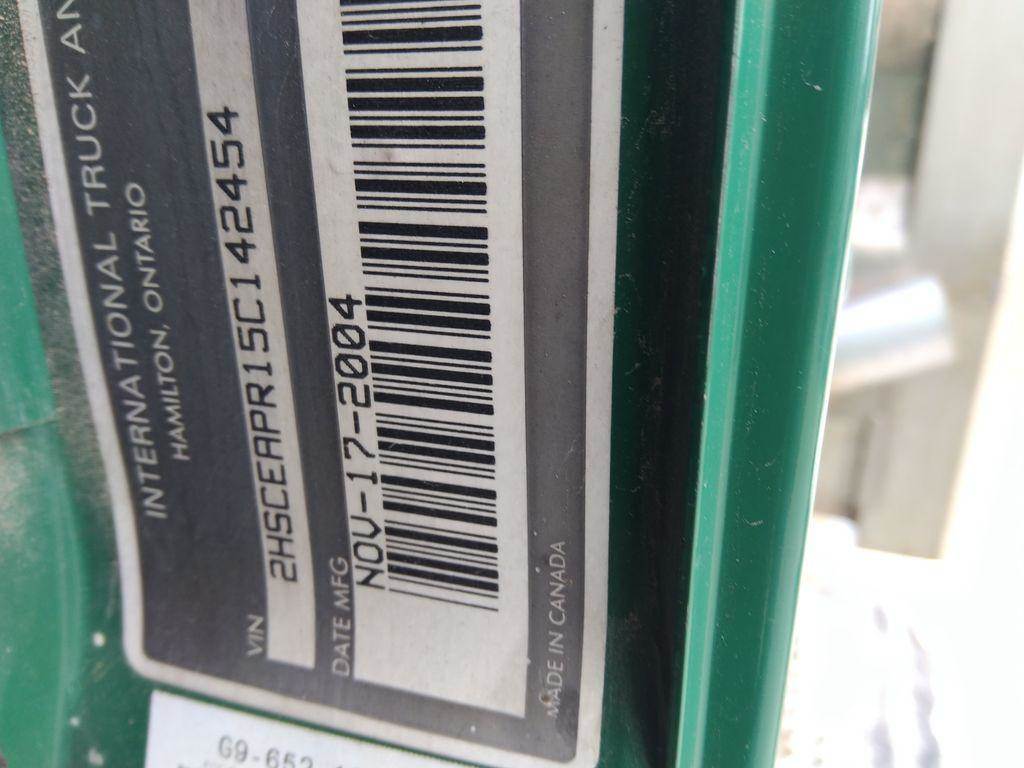 INTERNATIONAL TRUCK AN
HAMILTON, ONTARIO
VIN 2HSCEAPR15C142454
DATE MFG NOV-17-2004
MADE IN CANADA
G9-652